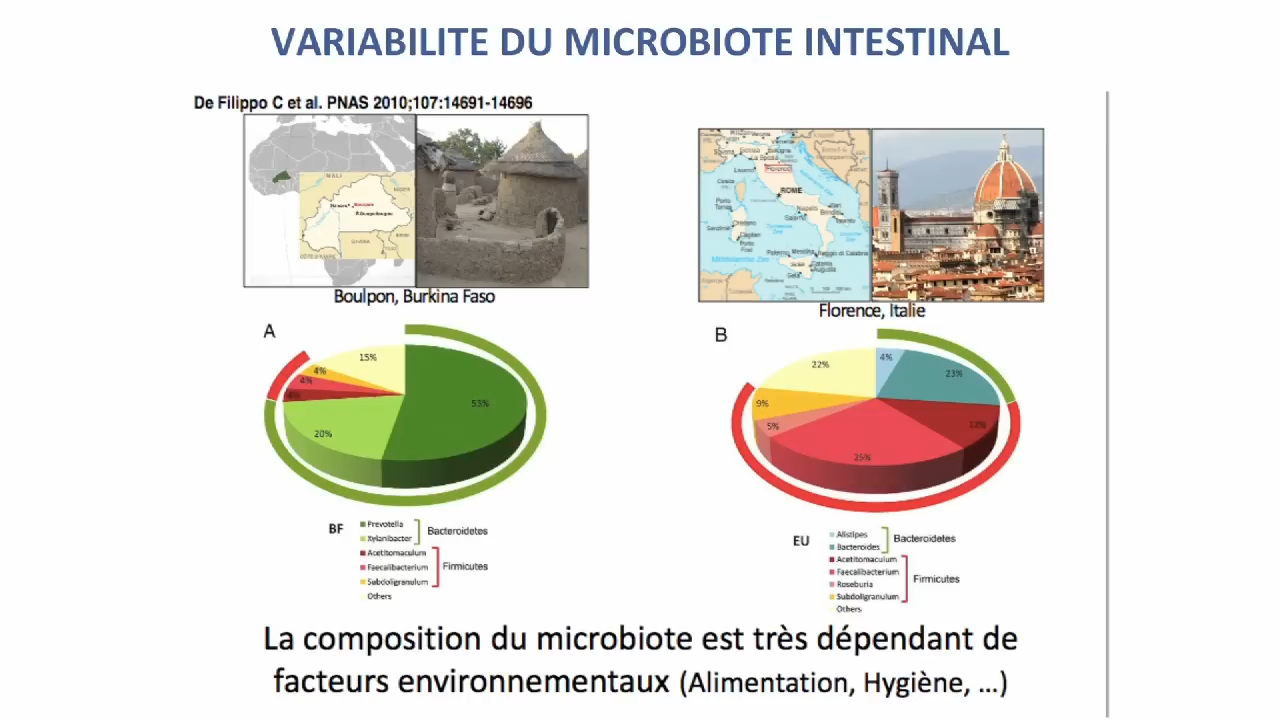 VARIABILITE DU MICROBIOTE INTESTINAL
De Filippo C et al. PNAS 2010;107:14691-14696
MALI
Boulpon, Burkina Faso
ROME
Florence, Italie
A
15%
4%
4%
53%
20%
B
4%
22%
23%
9%
5%
25%
BF
Prevotella
Xylanibacter
Bacteroidetes
Acetitomaculum
Faecalibacterium
Subdoligranulum
Firmicutes
Others
EU
Alistipes
Bacteroides
Bacteroidetes
Acetitomaculum
Faecalibacterium
Roseburia
Subdoligranulum
Firmicutes
Others
La composition du microbiote est très dépendant de
facteurs environnementaux (Alimentation, Hygiène, …)